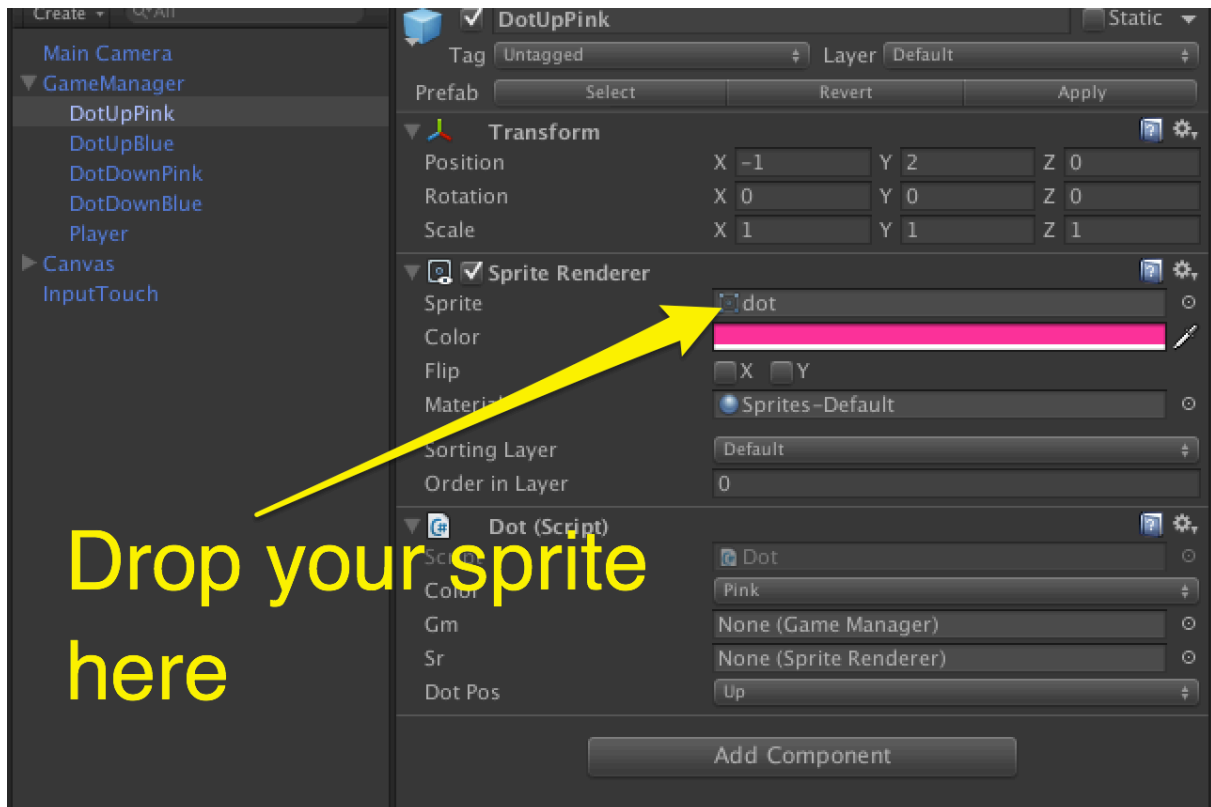 Create
All
Main Camera
GameManager
DotUpPink
DotUpBlue
DotDownPink
DotDownBlue
Player
Canvas
InputTouch
DotUpPink
Static
Tag Untagged Layer Default
Prefab Select Revert Apply
Transform
Position X -1 Y 2 Z 0
Rotation X 0 Y 0 Z 0
Scale X 1 Y 1 Z 1
Sprite Renderer
Sprite dot
Color
Flip X Y
Material Sprites-Default
Sorting Layer Default
Order in Layer 0
Dot (Script)
Script Dot
Color Pink
Gm None (Game Manager)
Sr None (Sprite Renderer)
Dot Pos Up
Add Component
Drop your sprite
here